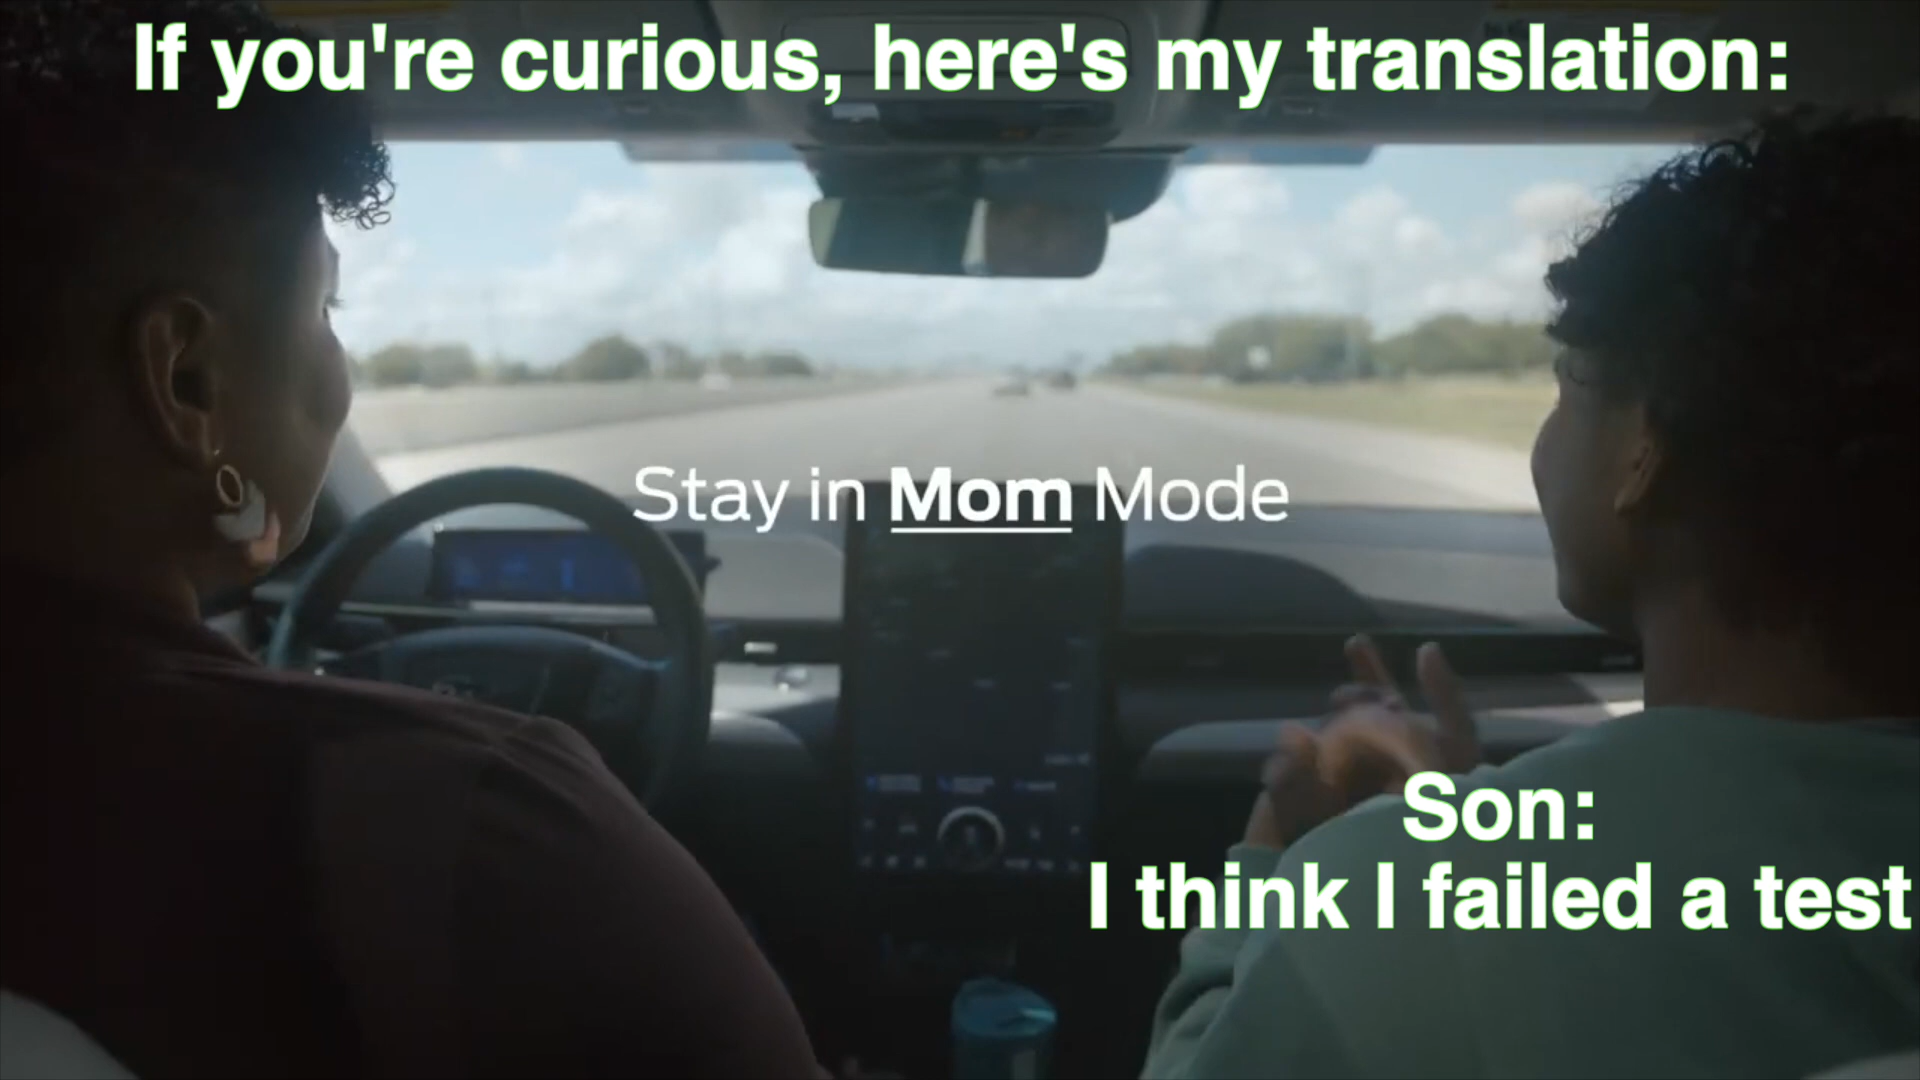 If you're curious, here's my translation:
Stay in Mom Mode
Son:
I think I failed a test